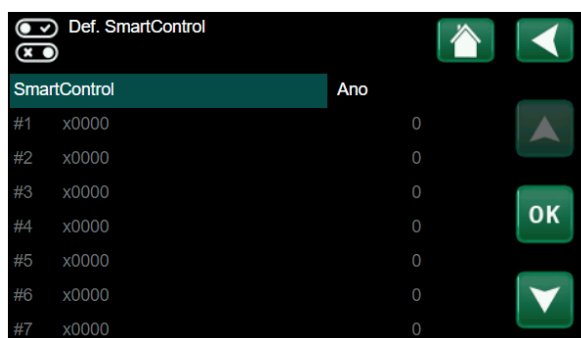 Def. SmartControl
SmartControl Ano
#1 x0000 0
#2 x0000 0
#3 x0000 0
#4 x0000 0
OK
#5 x0000 0
#6 x0000 0
#7 x0000 0